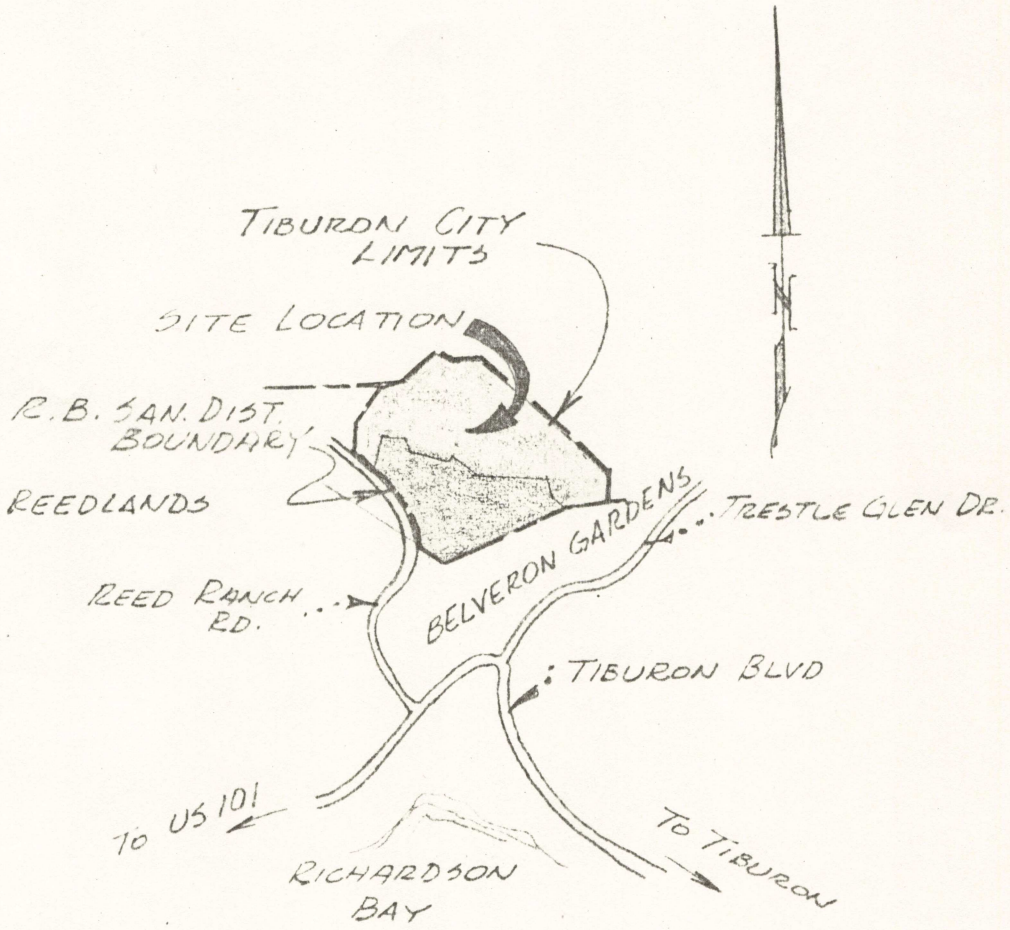 TIBURON CITY
LIMITS
N
SITE LOCATION
R.B. SAN. DIST.
BOUNDARY
REEDLANDS
TRESTLE GLEN DR.
BELVERON GARDENS
REED RANCH
RD.
TIBURON BLVD
TO US 101
TO TIBURON
RICHARDSON
BAY